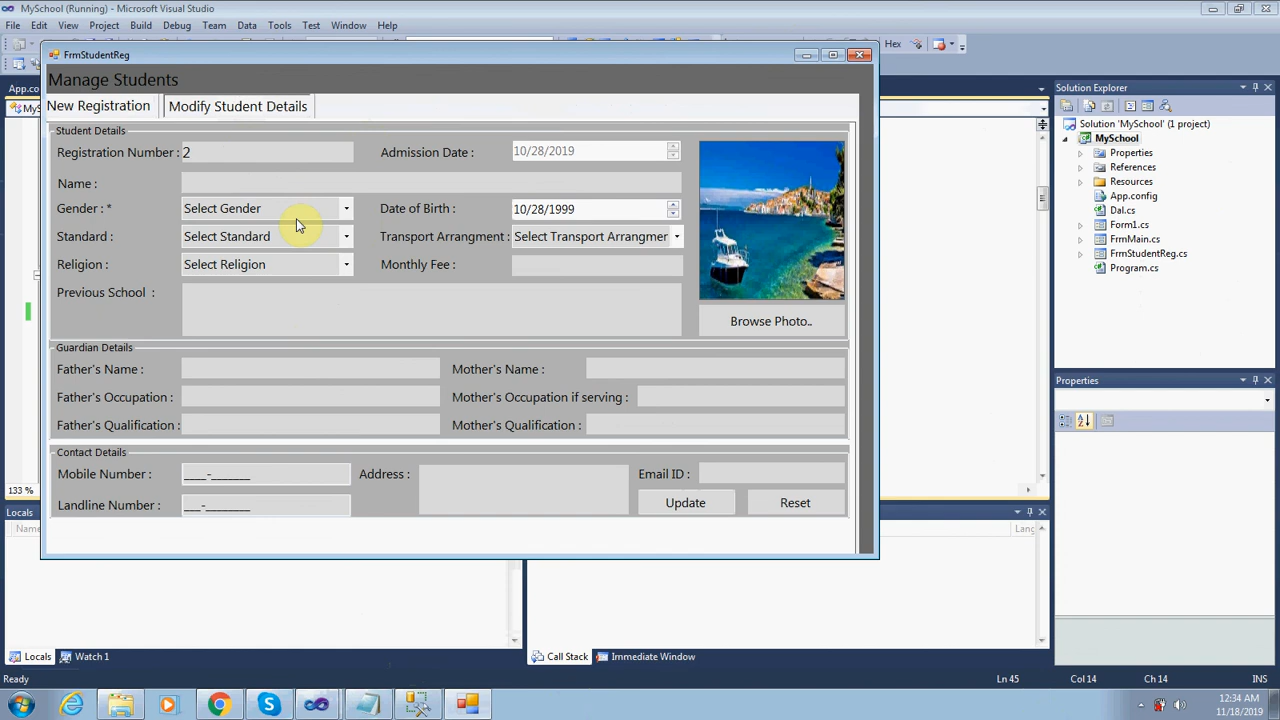 MySchool (Running) - Microsoft Visual Studio
File Edit View Project Build Debug Team Data Tools Test Window Help
Hex
FrmStudentReg
Manage Students
App.co
New Registration Modify Student Details
Student Details
Registration Number : 2 Admission Date : 10/28/2019
Name :
Gender : * Select Gender Date of Birth : 10/28/1999
Standard : Select Standard Transport Arrangment : Select Transport Arrangmer
Religion : Select Religion Monthly Fee :
Previous School :
Browse Photo..
Guardian Details
Father's Name : Mother's Name :
Father's Occupation : Mother's Occupation if serving :
Father's Qualification : Mother's Qualification :
Contact Details
Mobile Number : ____-_______ Address : Email ID :
Landline Number : ___-________ Update Reset
Solution Explorer
Solution 'MySchool' (1 project)
MySchool
Properties
References
Resources
App.config
Dal.cs
Form1.cs
FrmMain.cs
FrmStudentReg.cs
Program.cs
Properties
133 %
Locals
Name
Lang
Locals Watch 1 Call Stack Immediate Window
Ready Ln 45 Col 14 Ch 14 INS
12:34 AM
11/18/2019